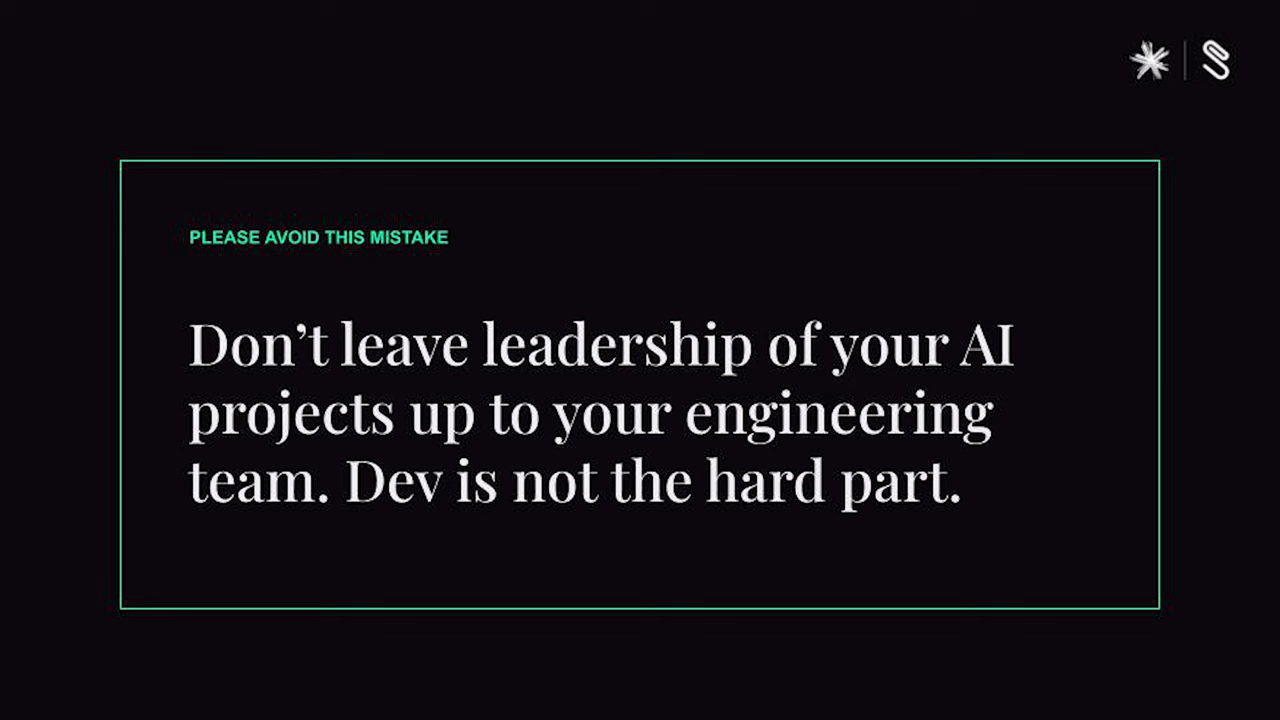 PLEASE AVOID THIS MISTAKE
Don’t leave leadership of your AI
projects up to your engineering
team. Dev is not the hard part.